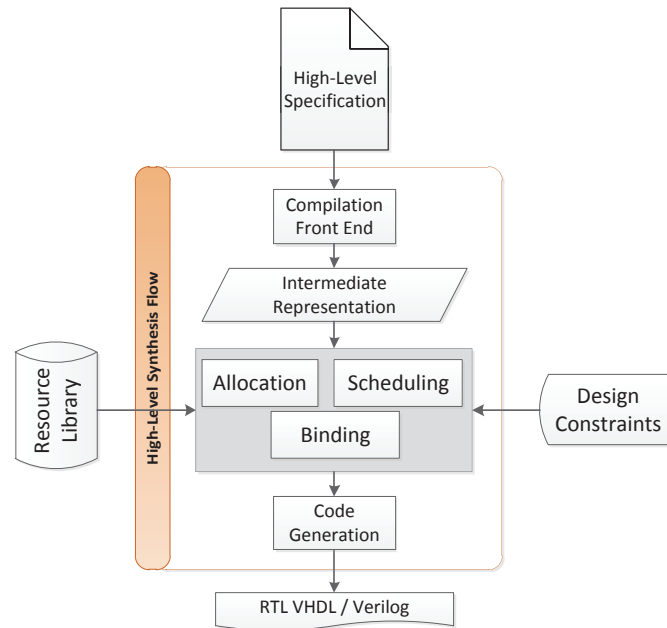 High-Level
Specification
Compilation
Front End
Intermediate
Representation
High-Level Synthesis Flow
Resource
Library
Allocation
Scheduling
Binding
Design
Constraints
Code
Generation
RTL VHDL / Verilog